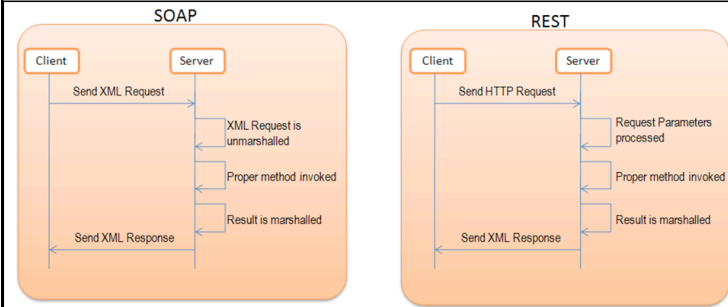 SOAP
Client
Server
Send XML Request
XML Request is
unmarshalled
Proper method invoked
Result is marshalled
Send XML Response
REST
Client
Server
Send HTTP Request
Request Parameters
processed
Proper method invoked
Result is marshalled
Send XML Response